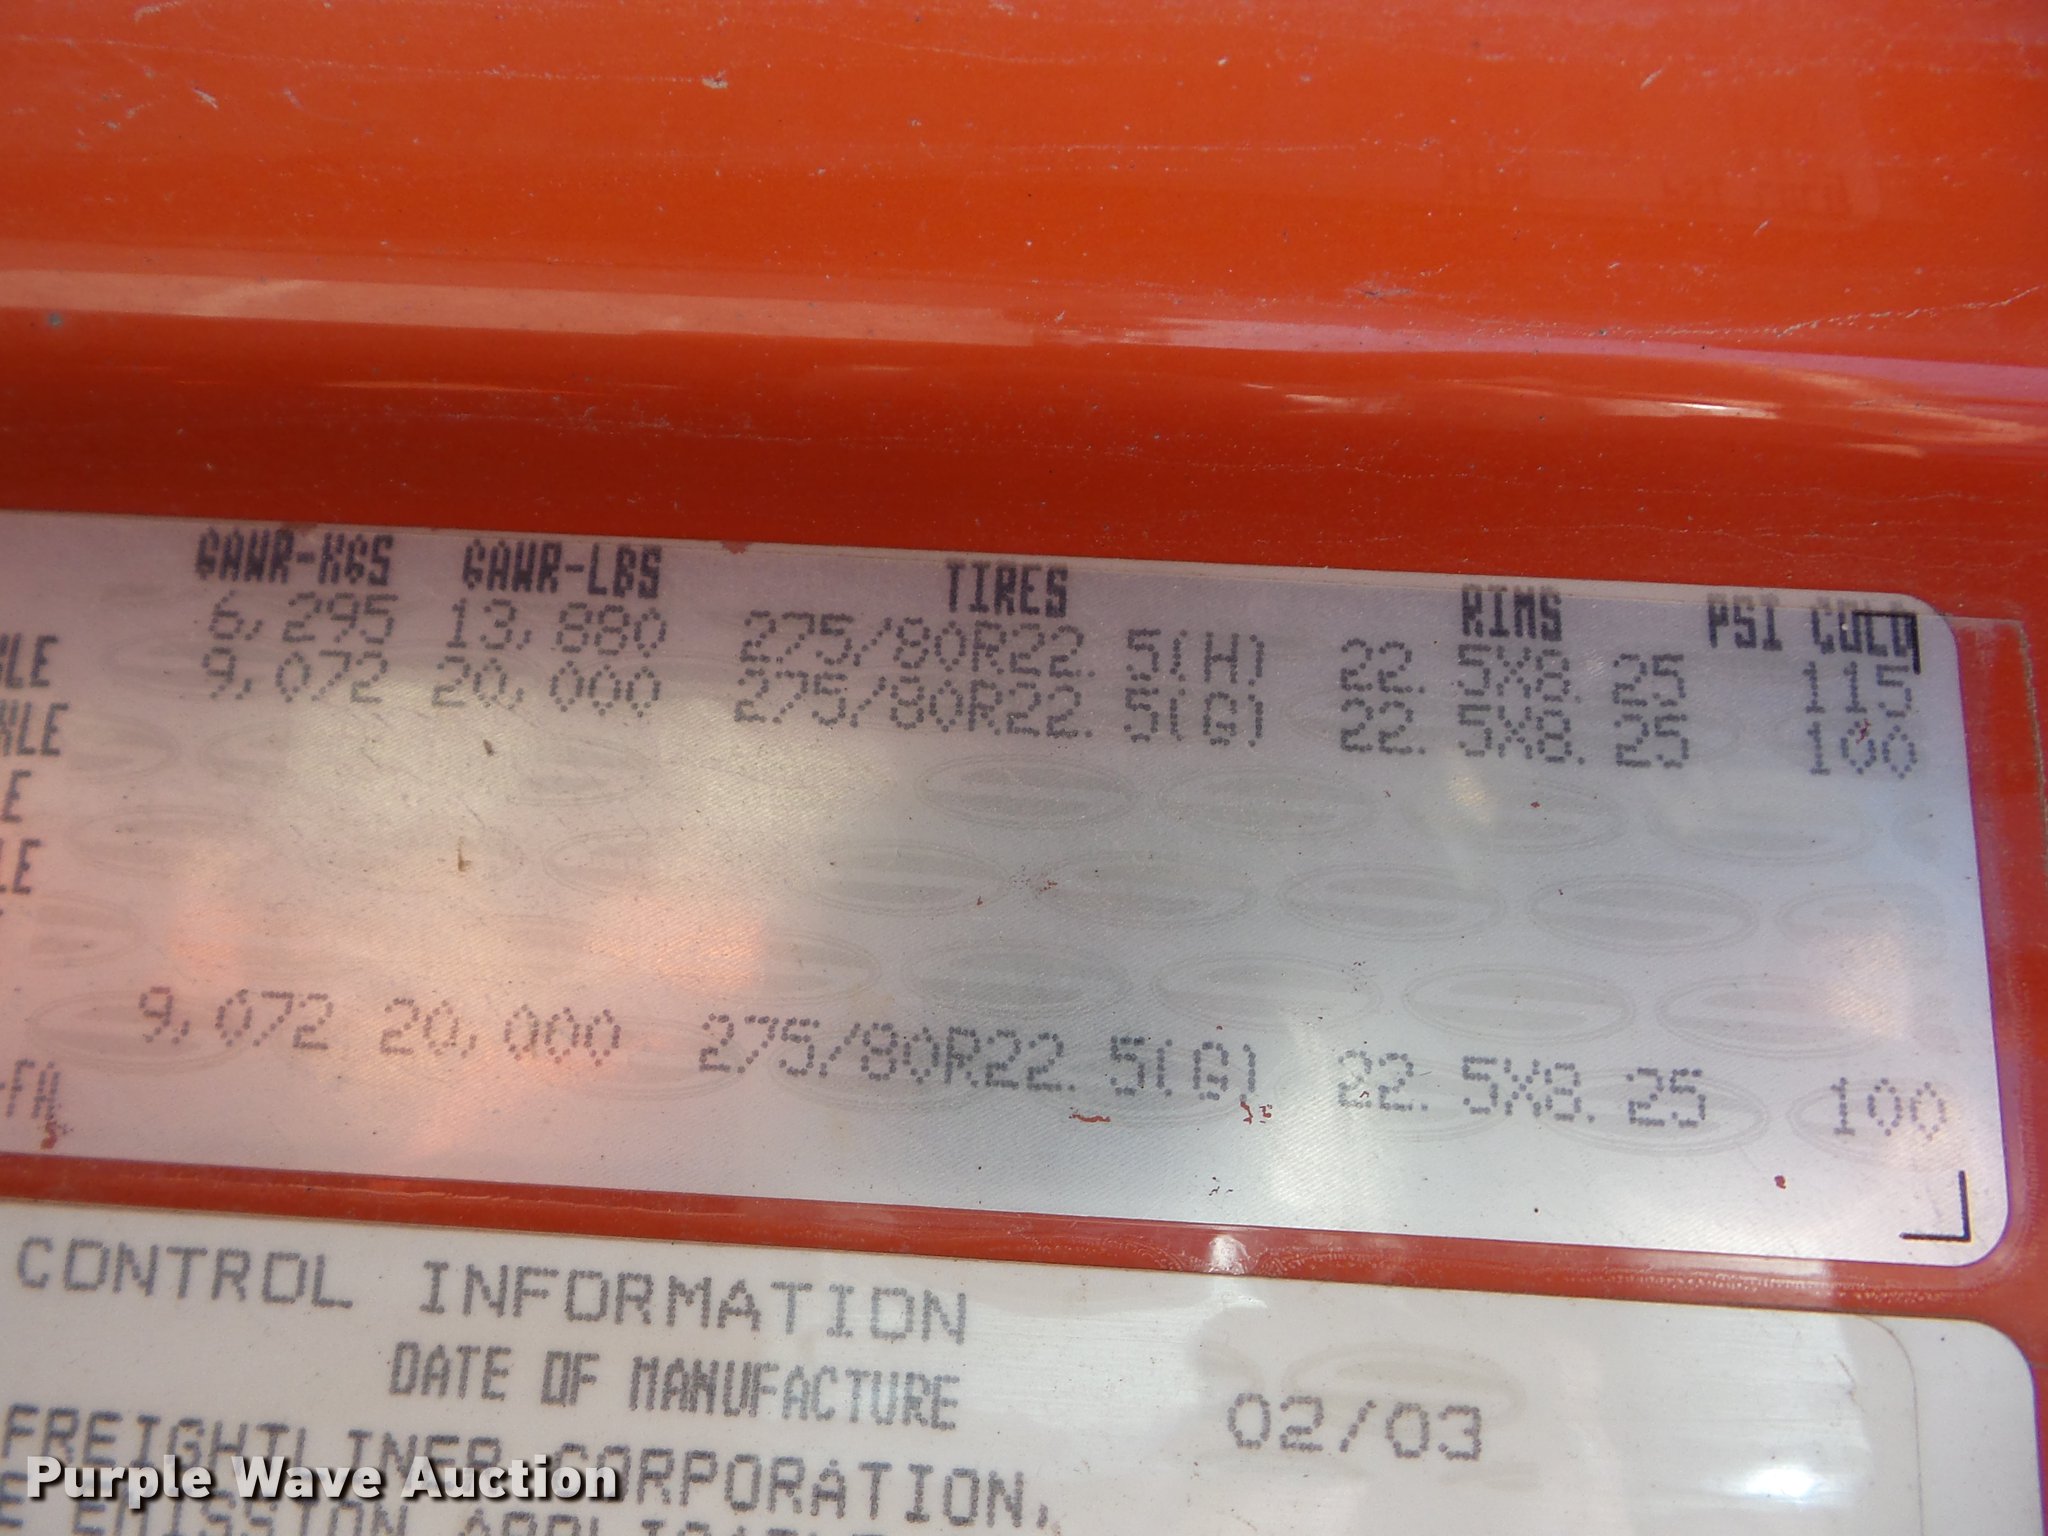 GAWR-KGS GAWR-LBS TIRES RIMS PSI COLD
6,295 13,880 275/80R22.5(H) 22.5X8.25 115
9,072 20,000 275/80R22.5(G) 22.5X8.25 100
9,072 20,000 275/80R22.5(G) 22.5X8.25 100
CONTROL INFORMATION
DATE OF MANUFACTURE 02/03
FREIGHTLINER CORPORATION,
EMISSION
Purple Wave Auction